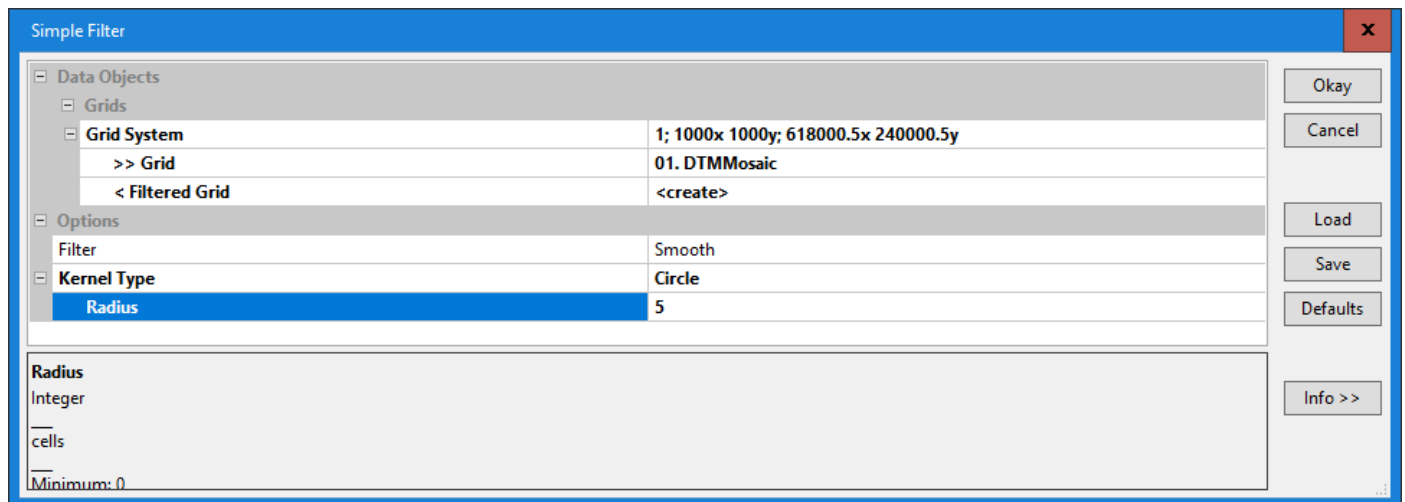 Simple Filter
x
Data Objects
Okay
Grids
Grid System 1; 1000x 1000y; 618000.5x 240000.5y
Cancel
>> Grid 01. DTMMosaic
< Filtered Grid <create>
Options
Load
Filter Smooth
Save
Kernel Type Circle
Radius 5
Defaults
Radius
Integer
Info >>
__
cells
__
Minimum: 0